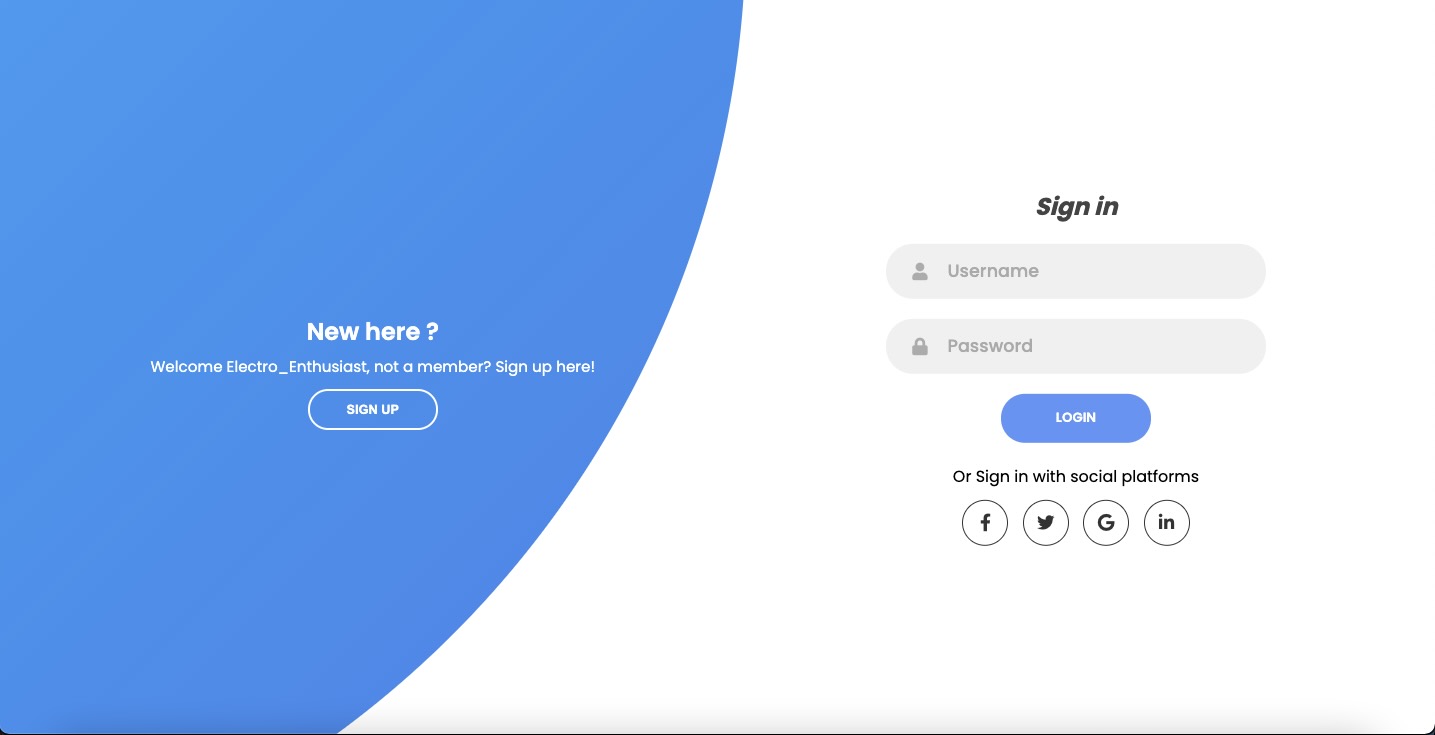 New here ?
Welcome Electro_Enthusiast, not a member? Sign up here!
SIGN UP
Sign in
Username
Password
LOGIN
Or Sign in with social platforms